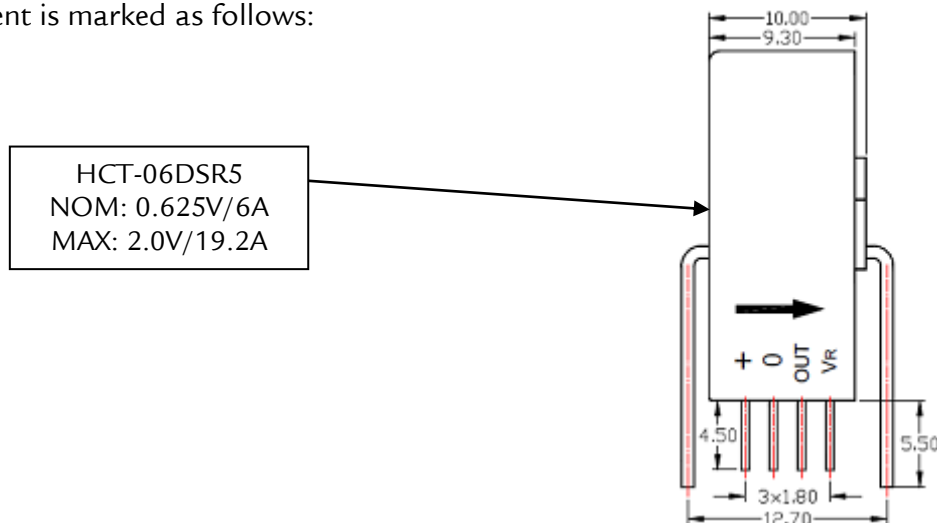 ent is marked as follows:
10.00
9.30
HCT-06DSR5
NOM: 0.625V/6A
MAX: 2.0V/19.2A
+ 0 OUT VR
4.50
5.50
3×1.80
12.70